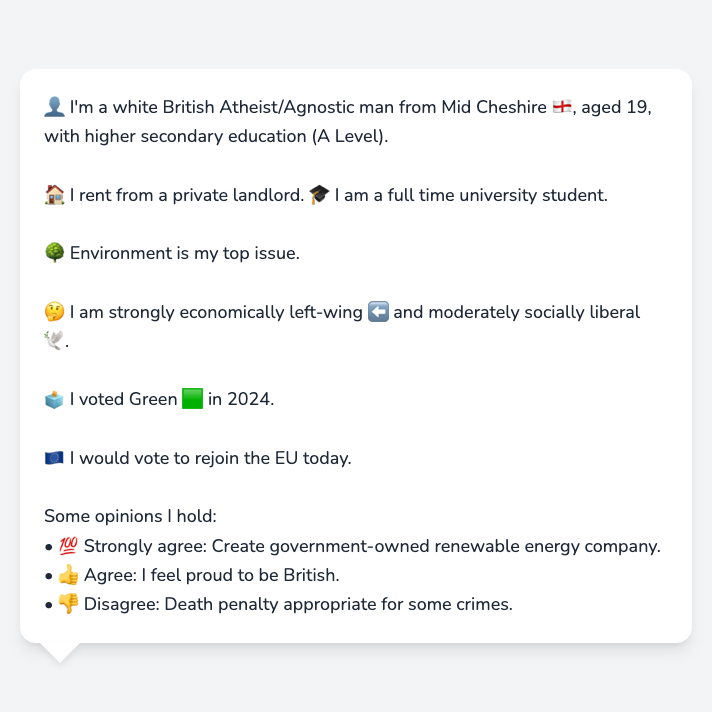 👤 I'm a white British Atheist/Agnostic man from Mid Cheshire 🏴󠁧󠁢󠁥󠁮󠁧󠁿, aged 19,
with higher secondary education (A Level).
🏠 I rent from a private landlord. 🎓 I am a full time university student.
🌳 Environment is my top issue.
🤔 I am strongly economically left-wing ⬅️ and moderately socially liberal
🕊️.
🗳️ I voted Green 🟩 in 2024.
🇪🇺 I would vote to rejoin the EU today.
Some opinions I hold:
• 💯 Strongly agree: Create government-owned renewable energy company.
• 👍 Agree: I feel proud to be British.
• 👎 Disagree: Death penalty appropriate for some crimes.